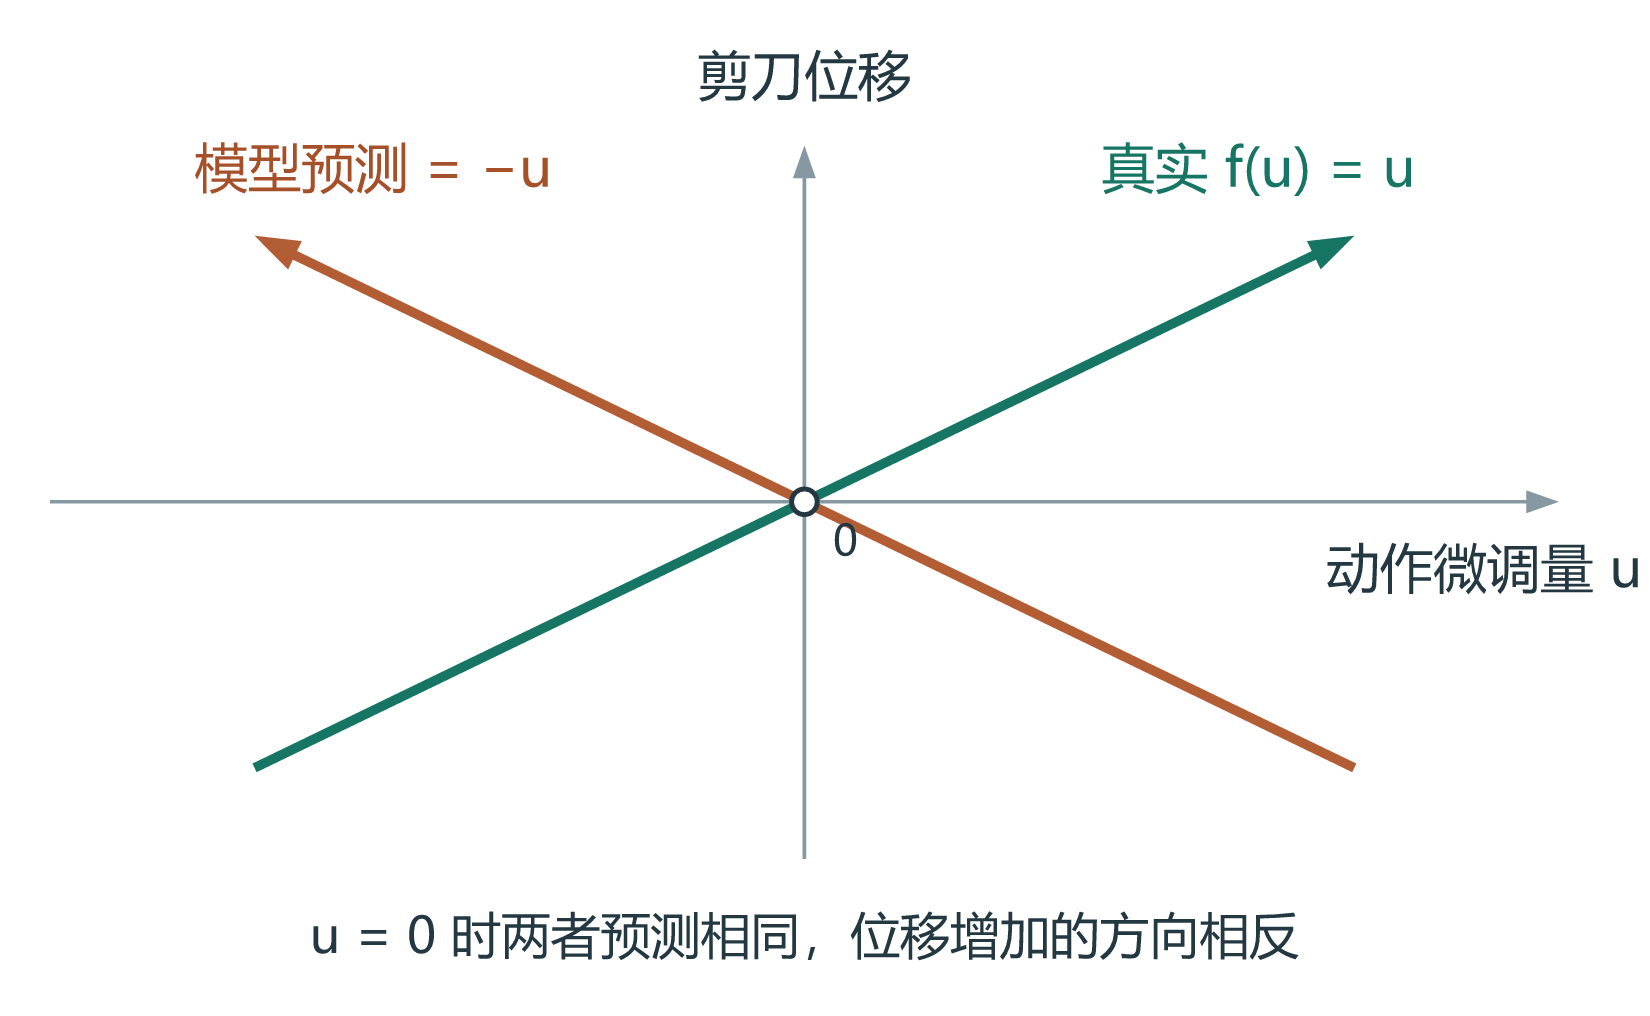 剪刀位移
模型预测 = −u
真实 f(u) = u
0
动作微调量 u
u = 0 时两者预测相同，位移增加的方向相反